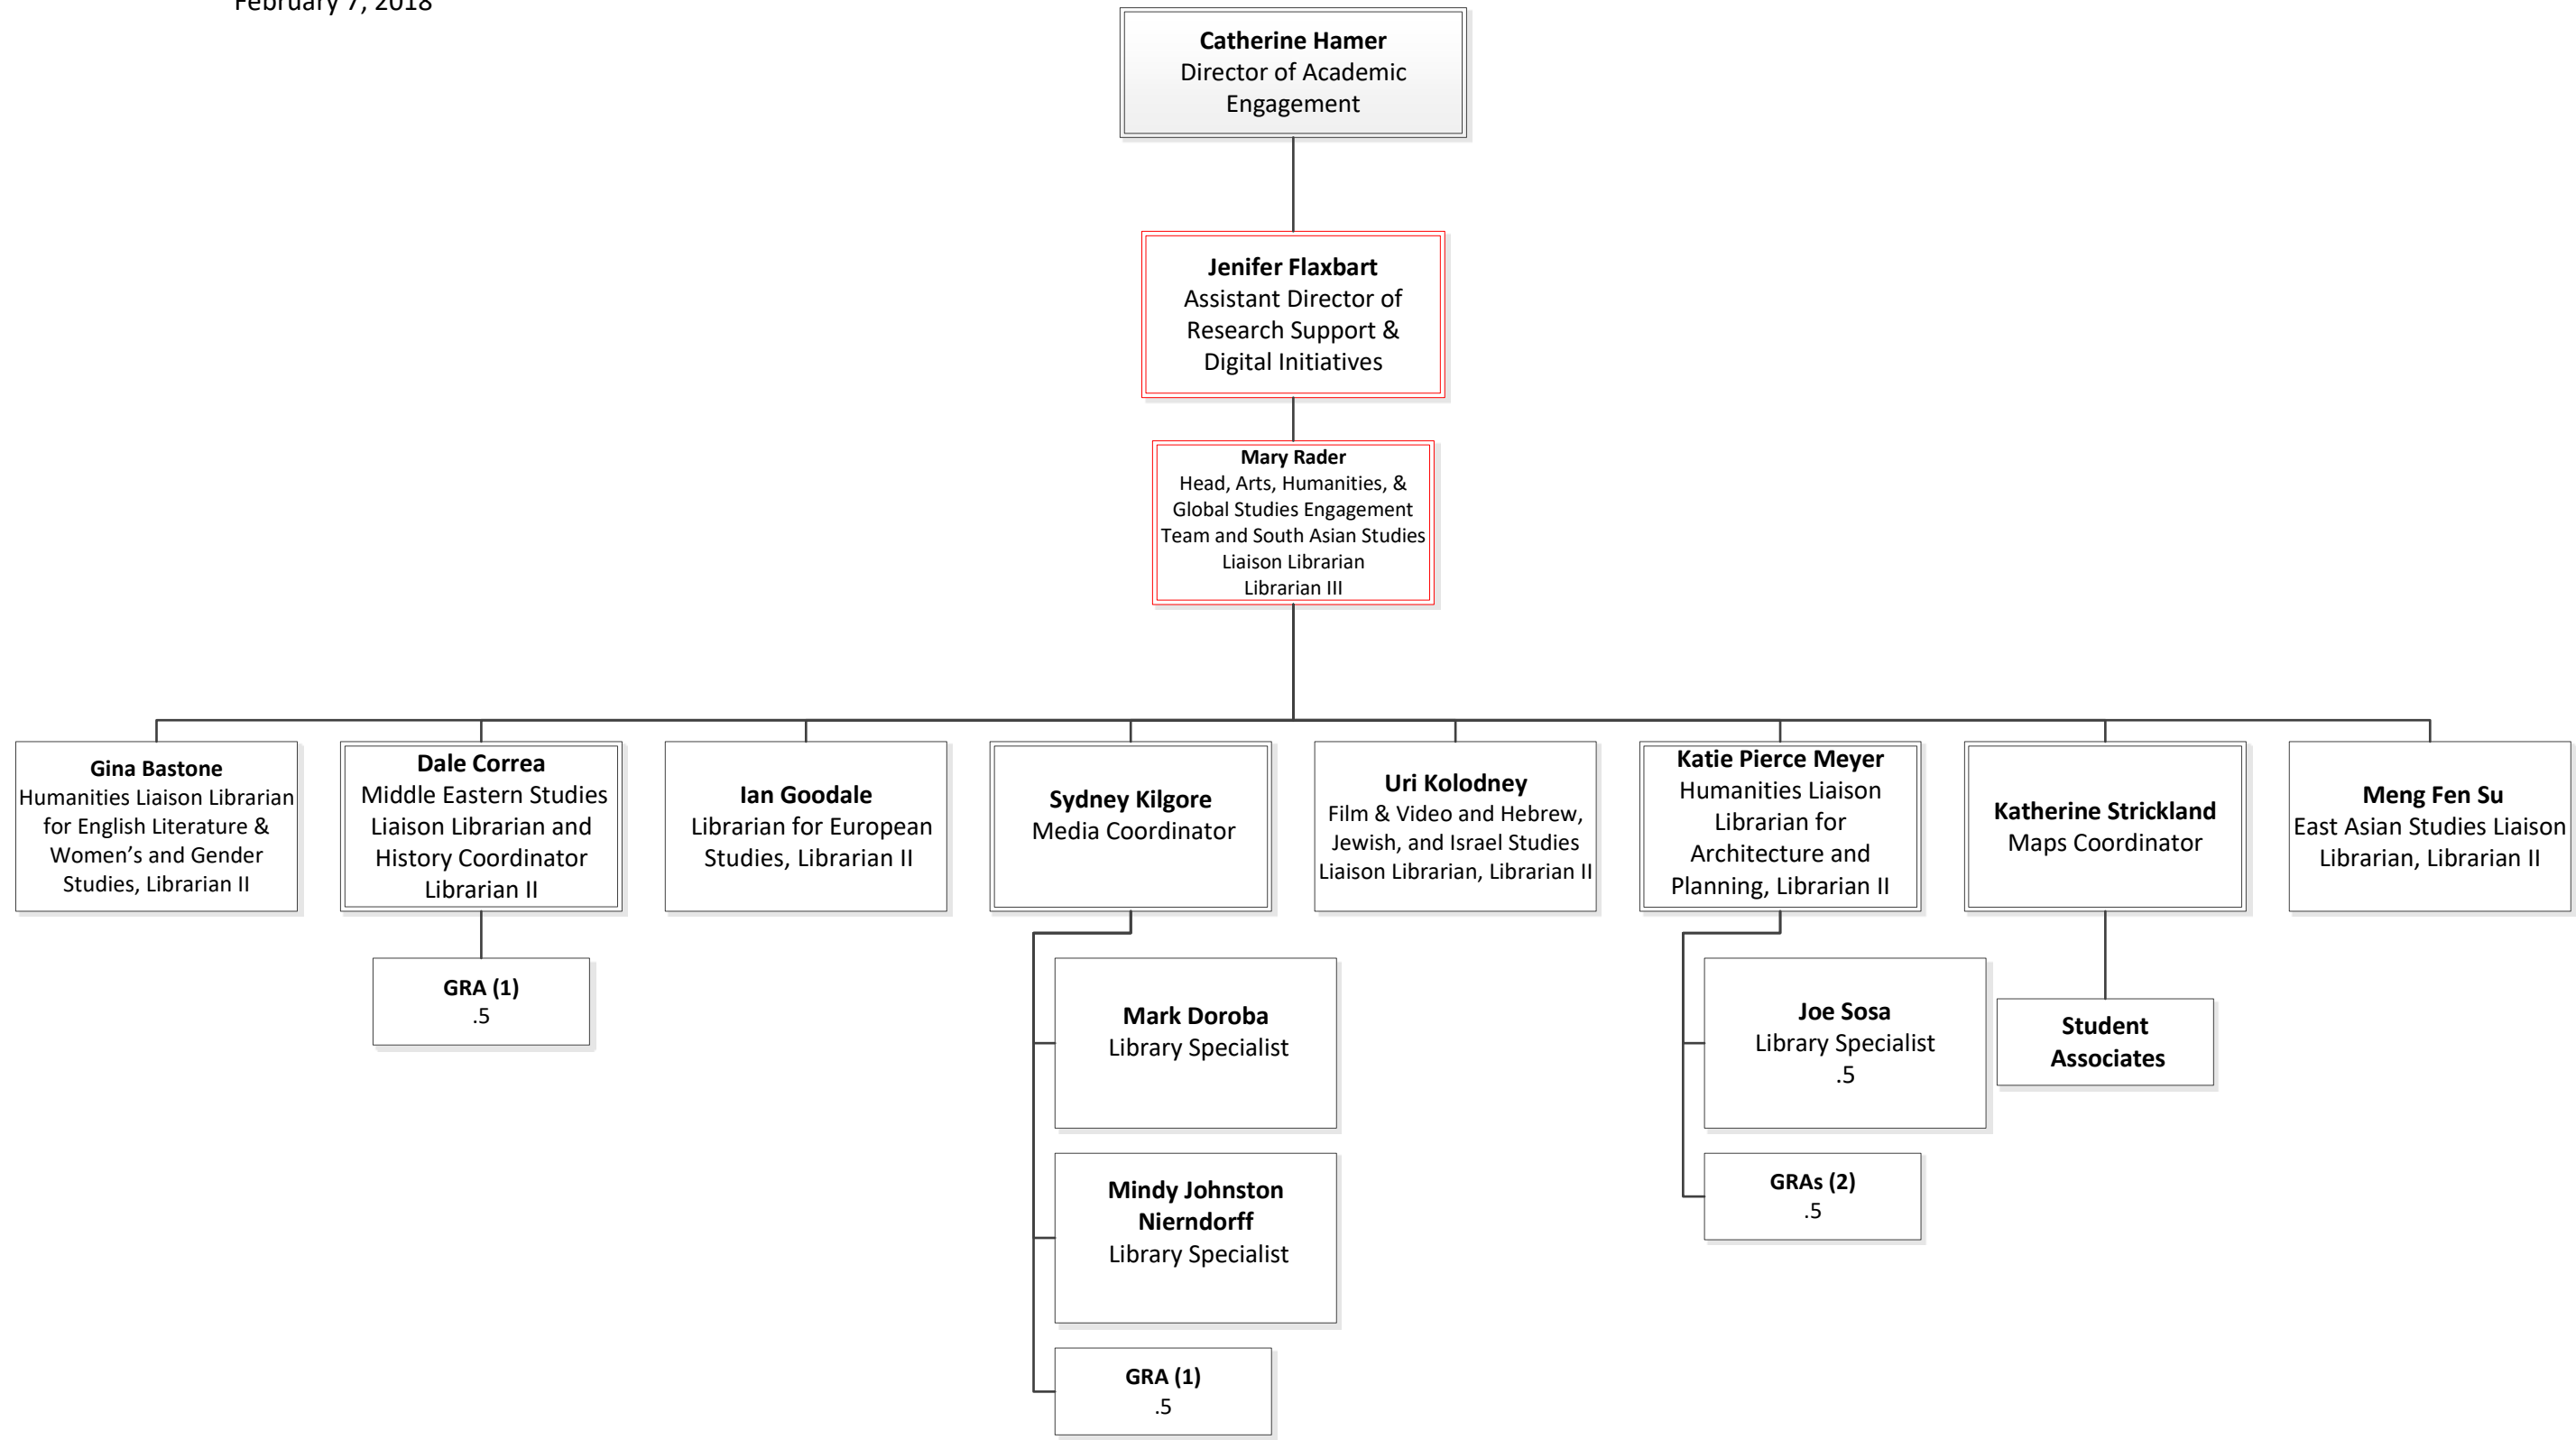 February 7, 2018
Catherine Hamer
Director of Academic
Engagement
Jenifer Flaxbart
Assistant Director of
Research Support &
Digital Initiatives
Mary Rader
Head, Arts, Humanities, &
Global Studies Engagement
Team and South Asian Studies
Liaison Librarian
Librarian III
Gina Bastone
Humanities Liaison Librarian
for English Literature &
Women’s and Gender
Studies, Librarian II
Dale Correa
Middle Eastern Studies
Liaison Librarian and
History Coordinator
Librarian II
Ian Goodale
Librarian for European
Studies, Librarian II
Sydney Kilgore
Media Coordinator
Uri Kolodney
Film & Video and Hebrew,
Jewish, and Israel Studies
Liaison Librarian, Librarian II
Katie Pierce Meyer
Humanities Liaison
Librarian for
Architecture and
Planning, Librarian II
Katherine Strickland
Maps Coordinator
Meng Fen Su
East Asian Studies Liaison
Librarian, Librarian II
GRA (1)
.5
Mark Doroba
Library Specialist
Mindy Johnston
Nierndorff
Library Specialist
GRA (1)
.5
Joe Sosa
Library Specialist
.5
GRAs (2)
.5
Student
Associates